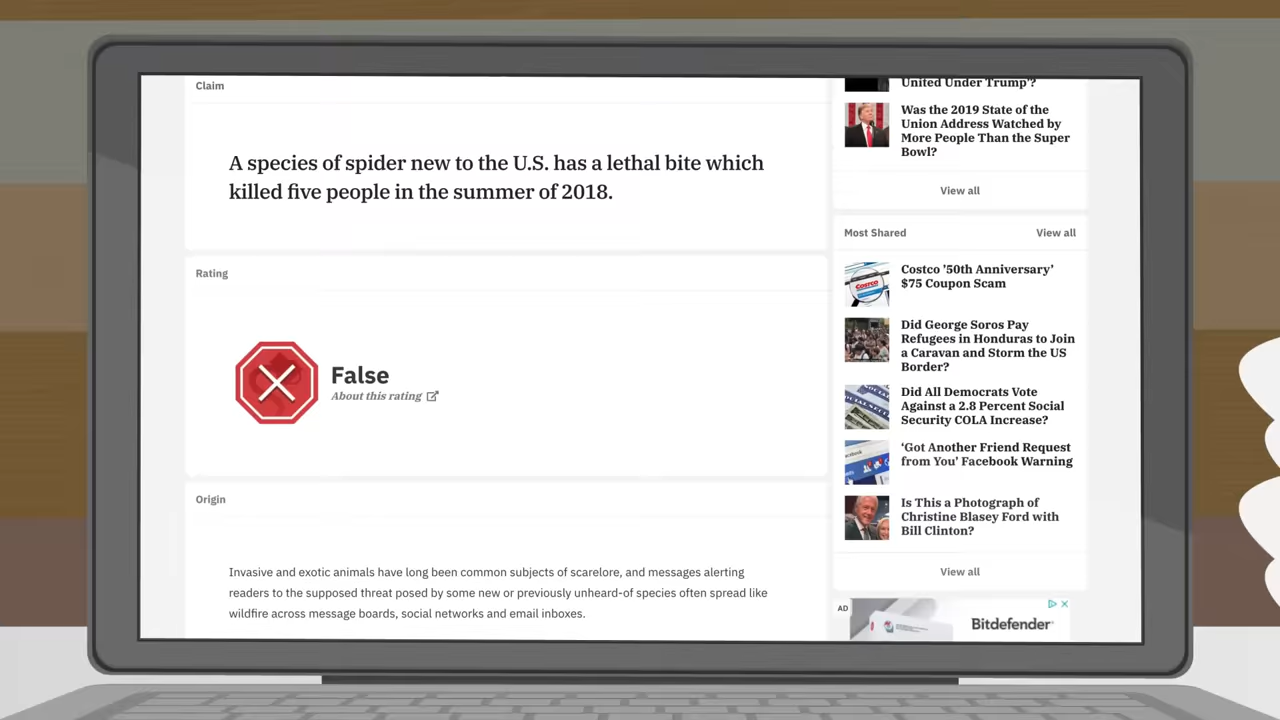 Claim
A species of spider new to the U.S. has a lethal bite which
killed five people in the summer of 2018.
Rating
False
About this rating
Origin
Invasive and exotic animals have long been common subjects of scarelore, and messages alerting
readers to the supposed threat posed by some new or previously unheard-of species often spread like
wildfire across message boards, social networks and email inboxes.
United Under Trump'?
Was the 2019 State of the
Union Address Watched by
More People Than the Super
Bowl?
View all
Most Shared
View all
Costco ’50th Anniversary’
$75 Coupon Scam
Did George Soros Pay
Refugees in Honduras to Join
a Caravan and Storm the US
Border?
Did All Democrats Vote
Against a 2.8 Percent Social
Security COLA Increase?
‘Got Another Friend Request
from You’ Facebook Warning
Is This a Photograph of
Christine Blasey Ford with
Bill Clinton?
View all
AD
Bitdefender